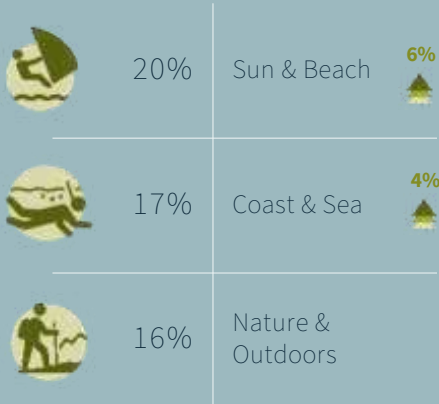 20% Sun & Beach 6%
17% Coast & Sea 4%
16% Nature &
Outdoors